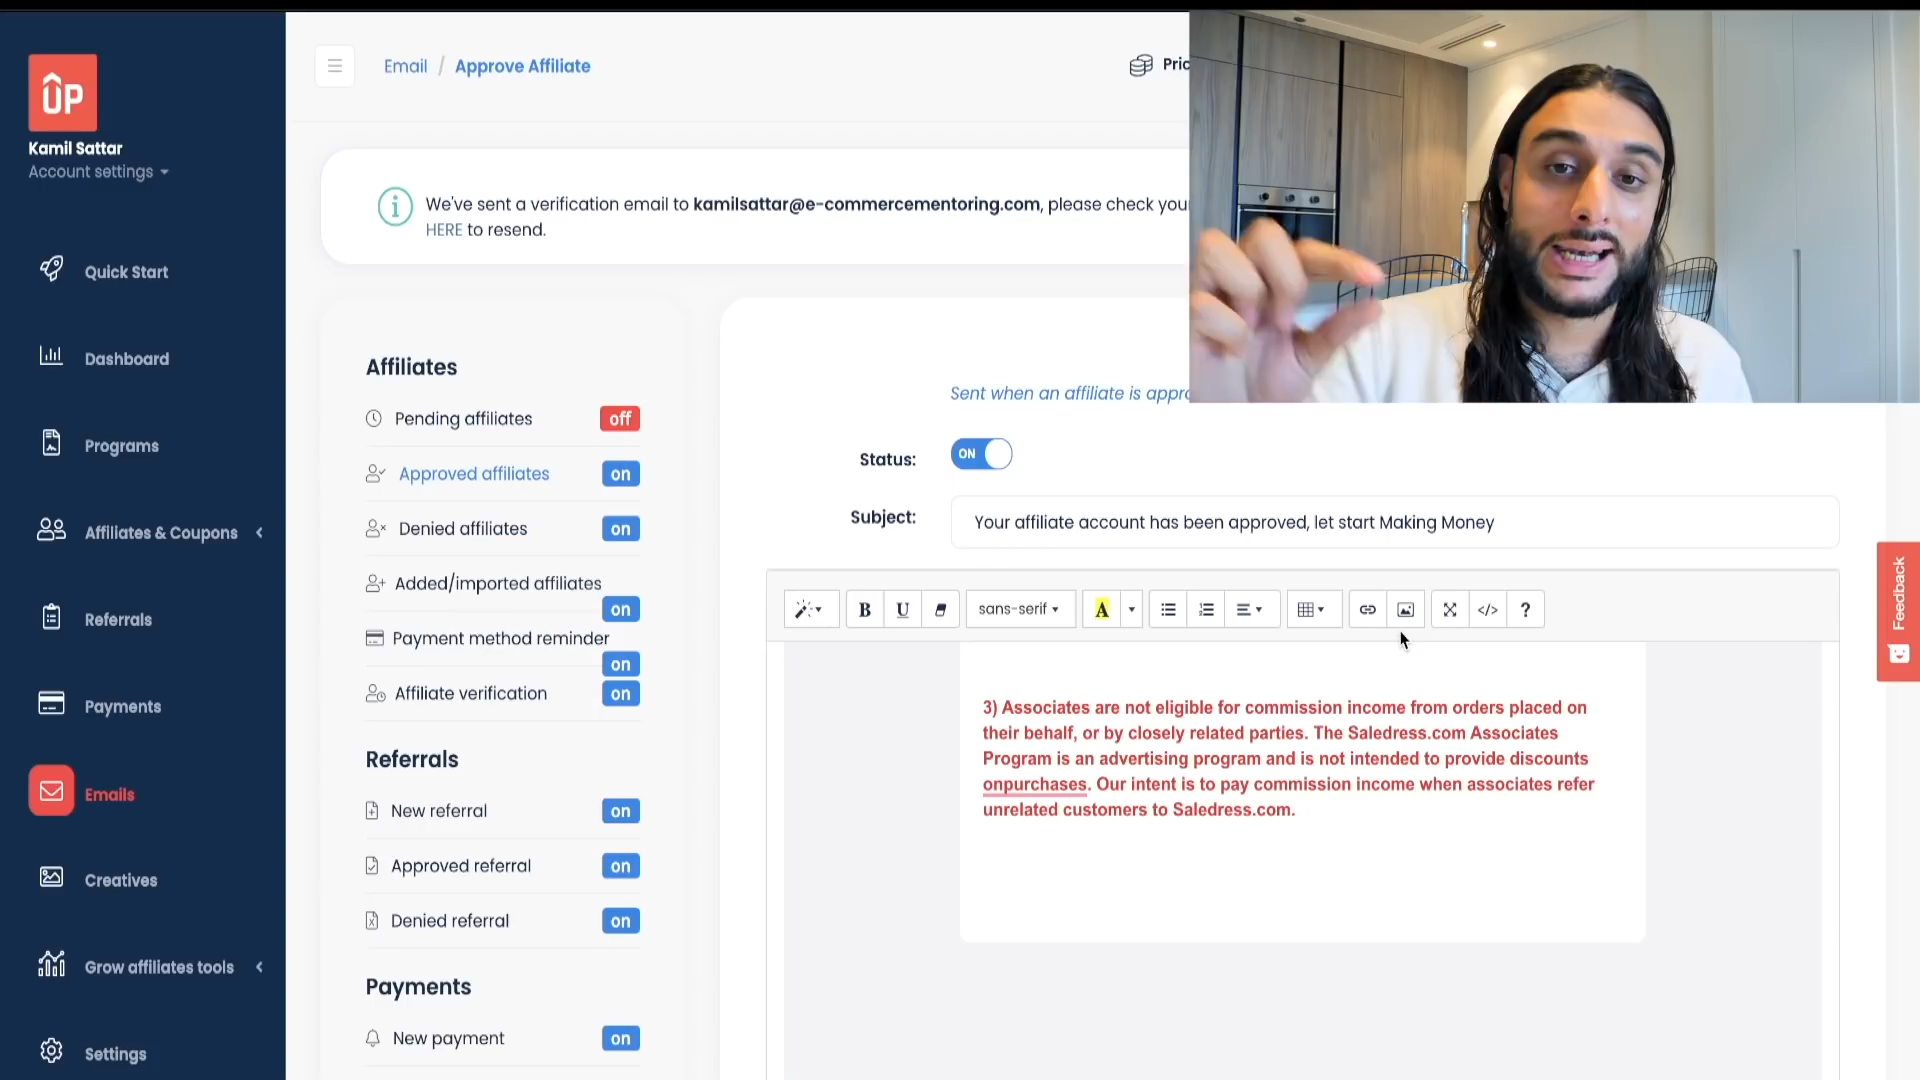 ÛP
Kamil Sattar
Account settings
Quick Start
Dashboard
Programs
Affiliates & Coupons
Referrals
Payments
Emails
Creatives
Grow affiliates tools
Settings
Email / Approve Affiliate
We've sent a verification email to kamilsattar@e-commercementoring.com, please check your
HERE to resend.
Affiliates
Pending affiliates off
Approved affiliates on
Denied affiliates on
Added/imported affiliates
on
Payment method reminder
on
Affiliate verification on
Referrals
New referral on
Approved referral on
Denied referral on
Payments
New payment on
Status: ON
Subject: Your affiliate account has been approved, let start Making Money
B U sans-serif A </> ?
3) Associates are not eligible for commission income from orders placed on
their behalf, or by closely related parties. The Saledress.com Associates
Program is an advertising program and is not intended to provide discounts
onpurchases. Our intent is to pay commission income when associates refer
unrelated customers to Saledress.com.
Sent when an affiliate is
Feedback